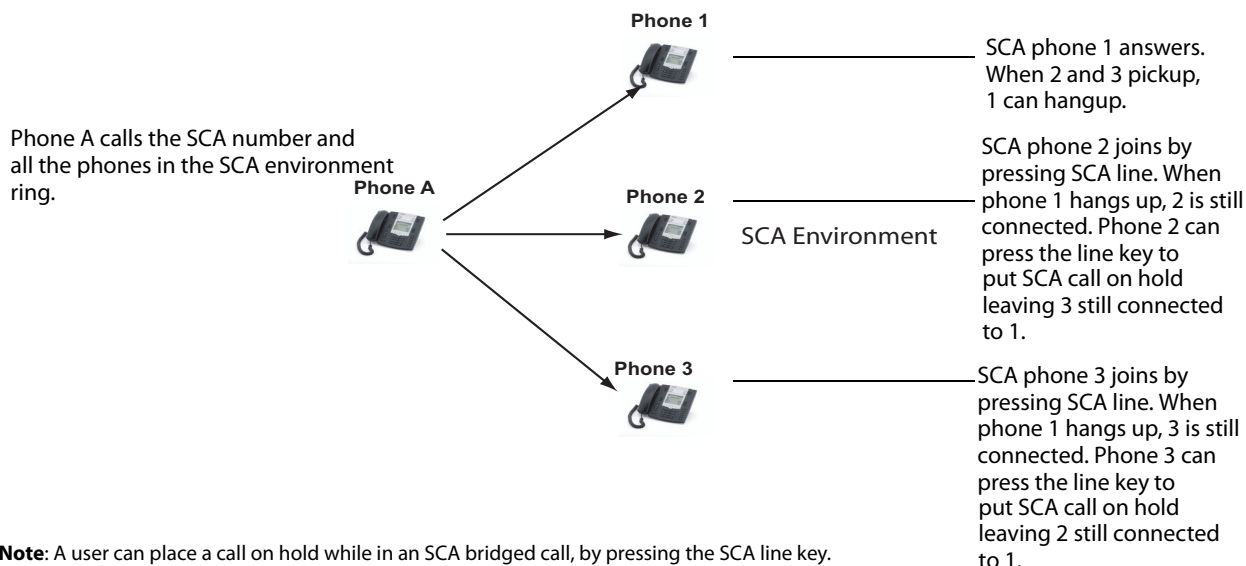 Phone 1
SCA phone 1 answers.
When 2 and 3 pickup,
1 can hangup.
Phone A calls the SCA number and
all the phones in the SCA environment
ring.
Phone A
Phone 2
SCA Environment
SCA phone 2 joins by
pressing SCA line. When
phone 1 hangs up, 2 is still
connected. Phone 2 can
press the line key to
put SCA call on hold
leaving 3 still connected
to 1.
Phone 3
SCA phone 3 joins by
pressing SCA line. When
phone 1 hangs up, 3 is still
connected. Phone 3 can
press the line key to
put SCA call on hold
leaving 2 still connected
to 1.
Note: A user can place a call on hold while in an SCA bridged call, by pressing the SCA line key.